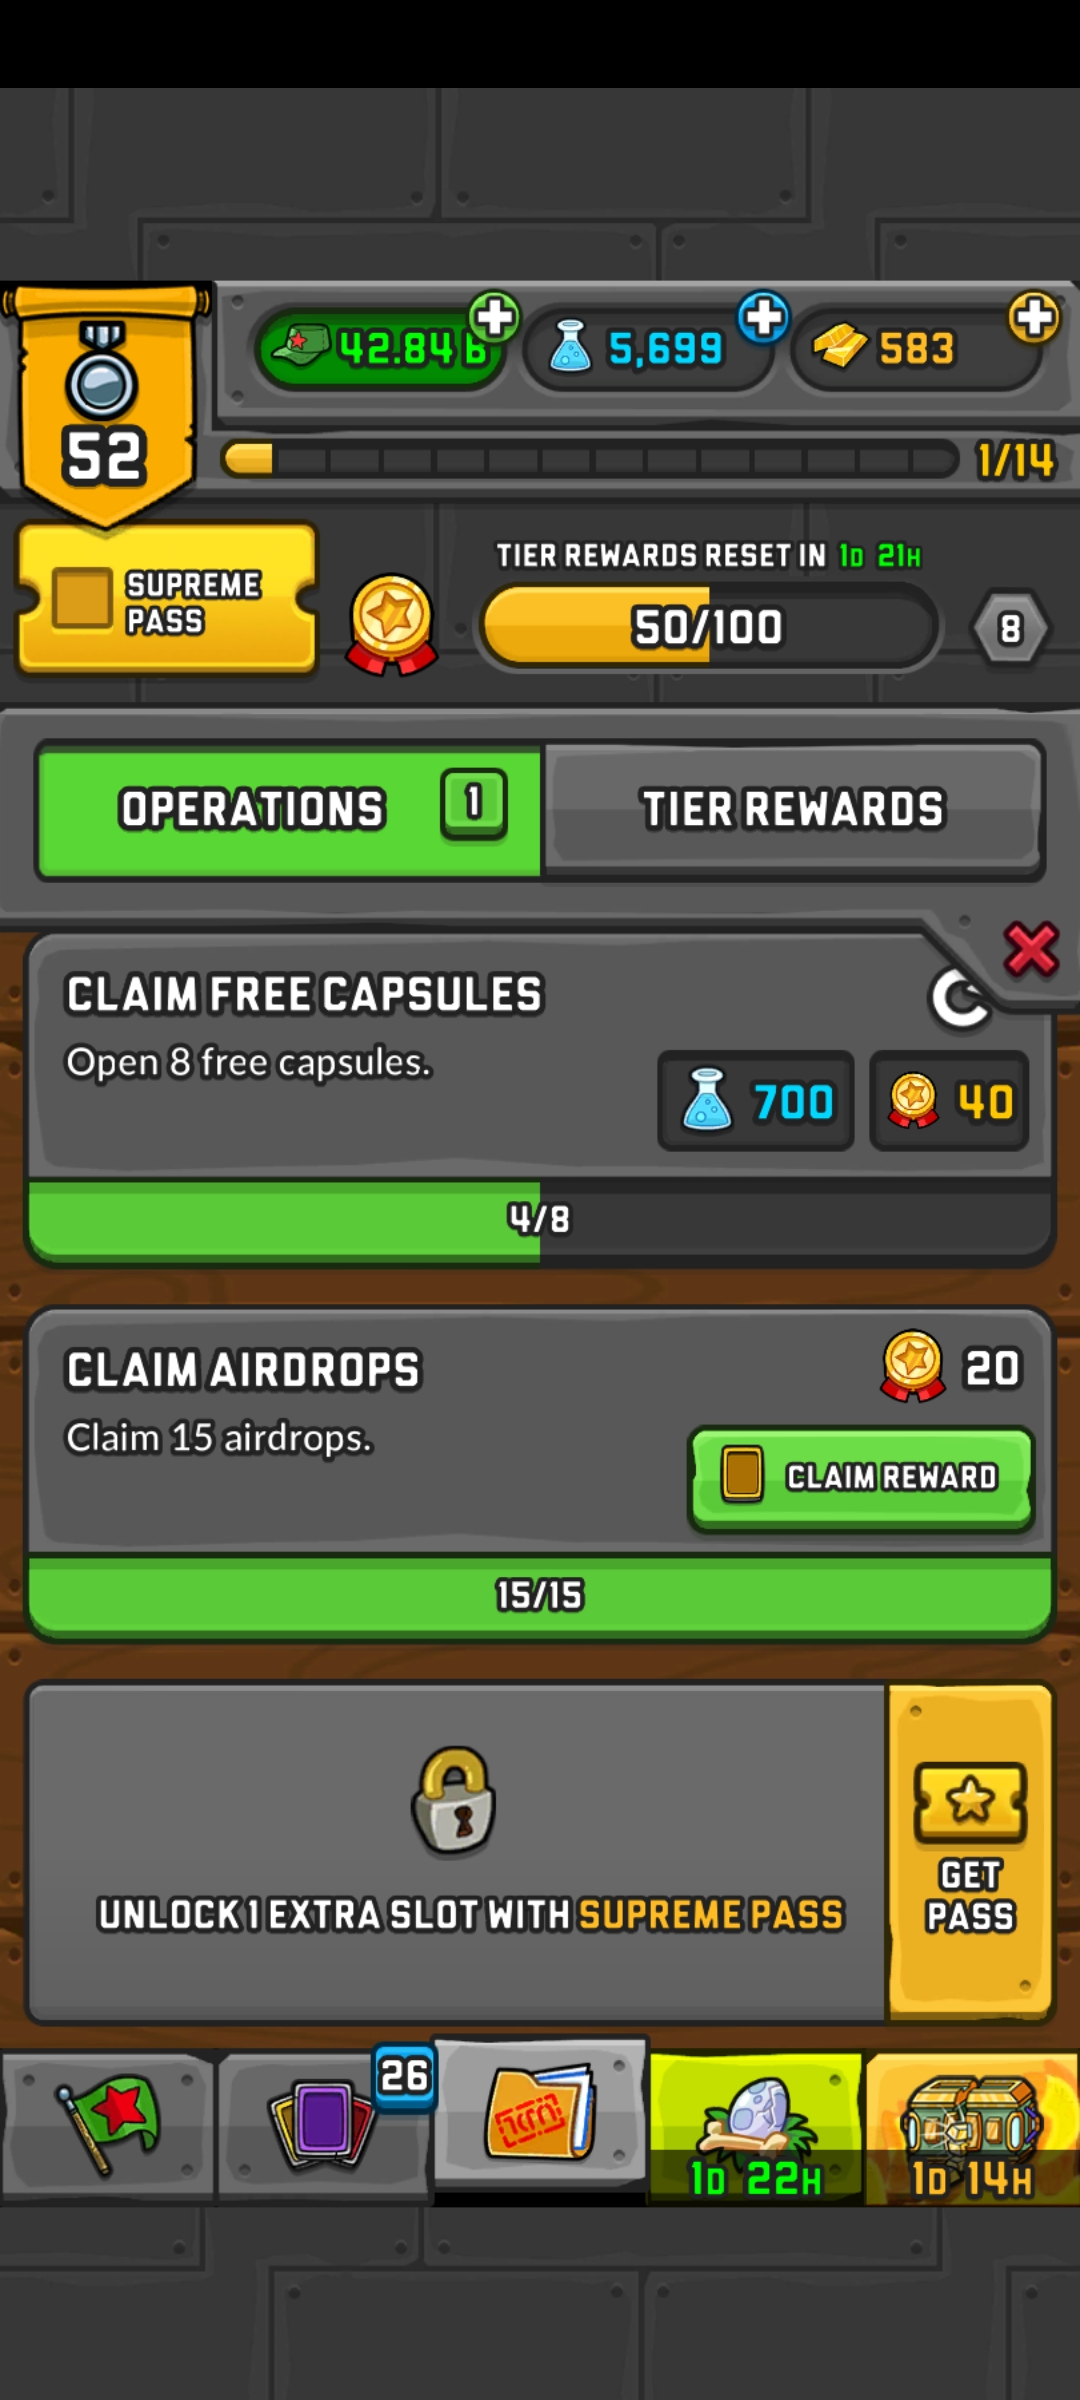 42.84 B
5,699
583
52
1/14
SUPREME
PASS
TIER REWARDS RESET IN 1D 21H
50/100
8
OPERATIONS 1
TIER REWARDS
CLAIM FREE CAPSULES
Open 8 free capsules.
700
40
4/8
CLAIM AIRDROPS
20
Claim 15 airdrops.
CLAIM REWARD
15/15
UNLOCK 1 EXTRA SLOT WITH SUPREME PASS
GET
PASS
26
1D 22H
1D 14H